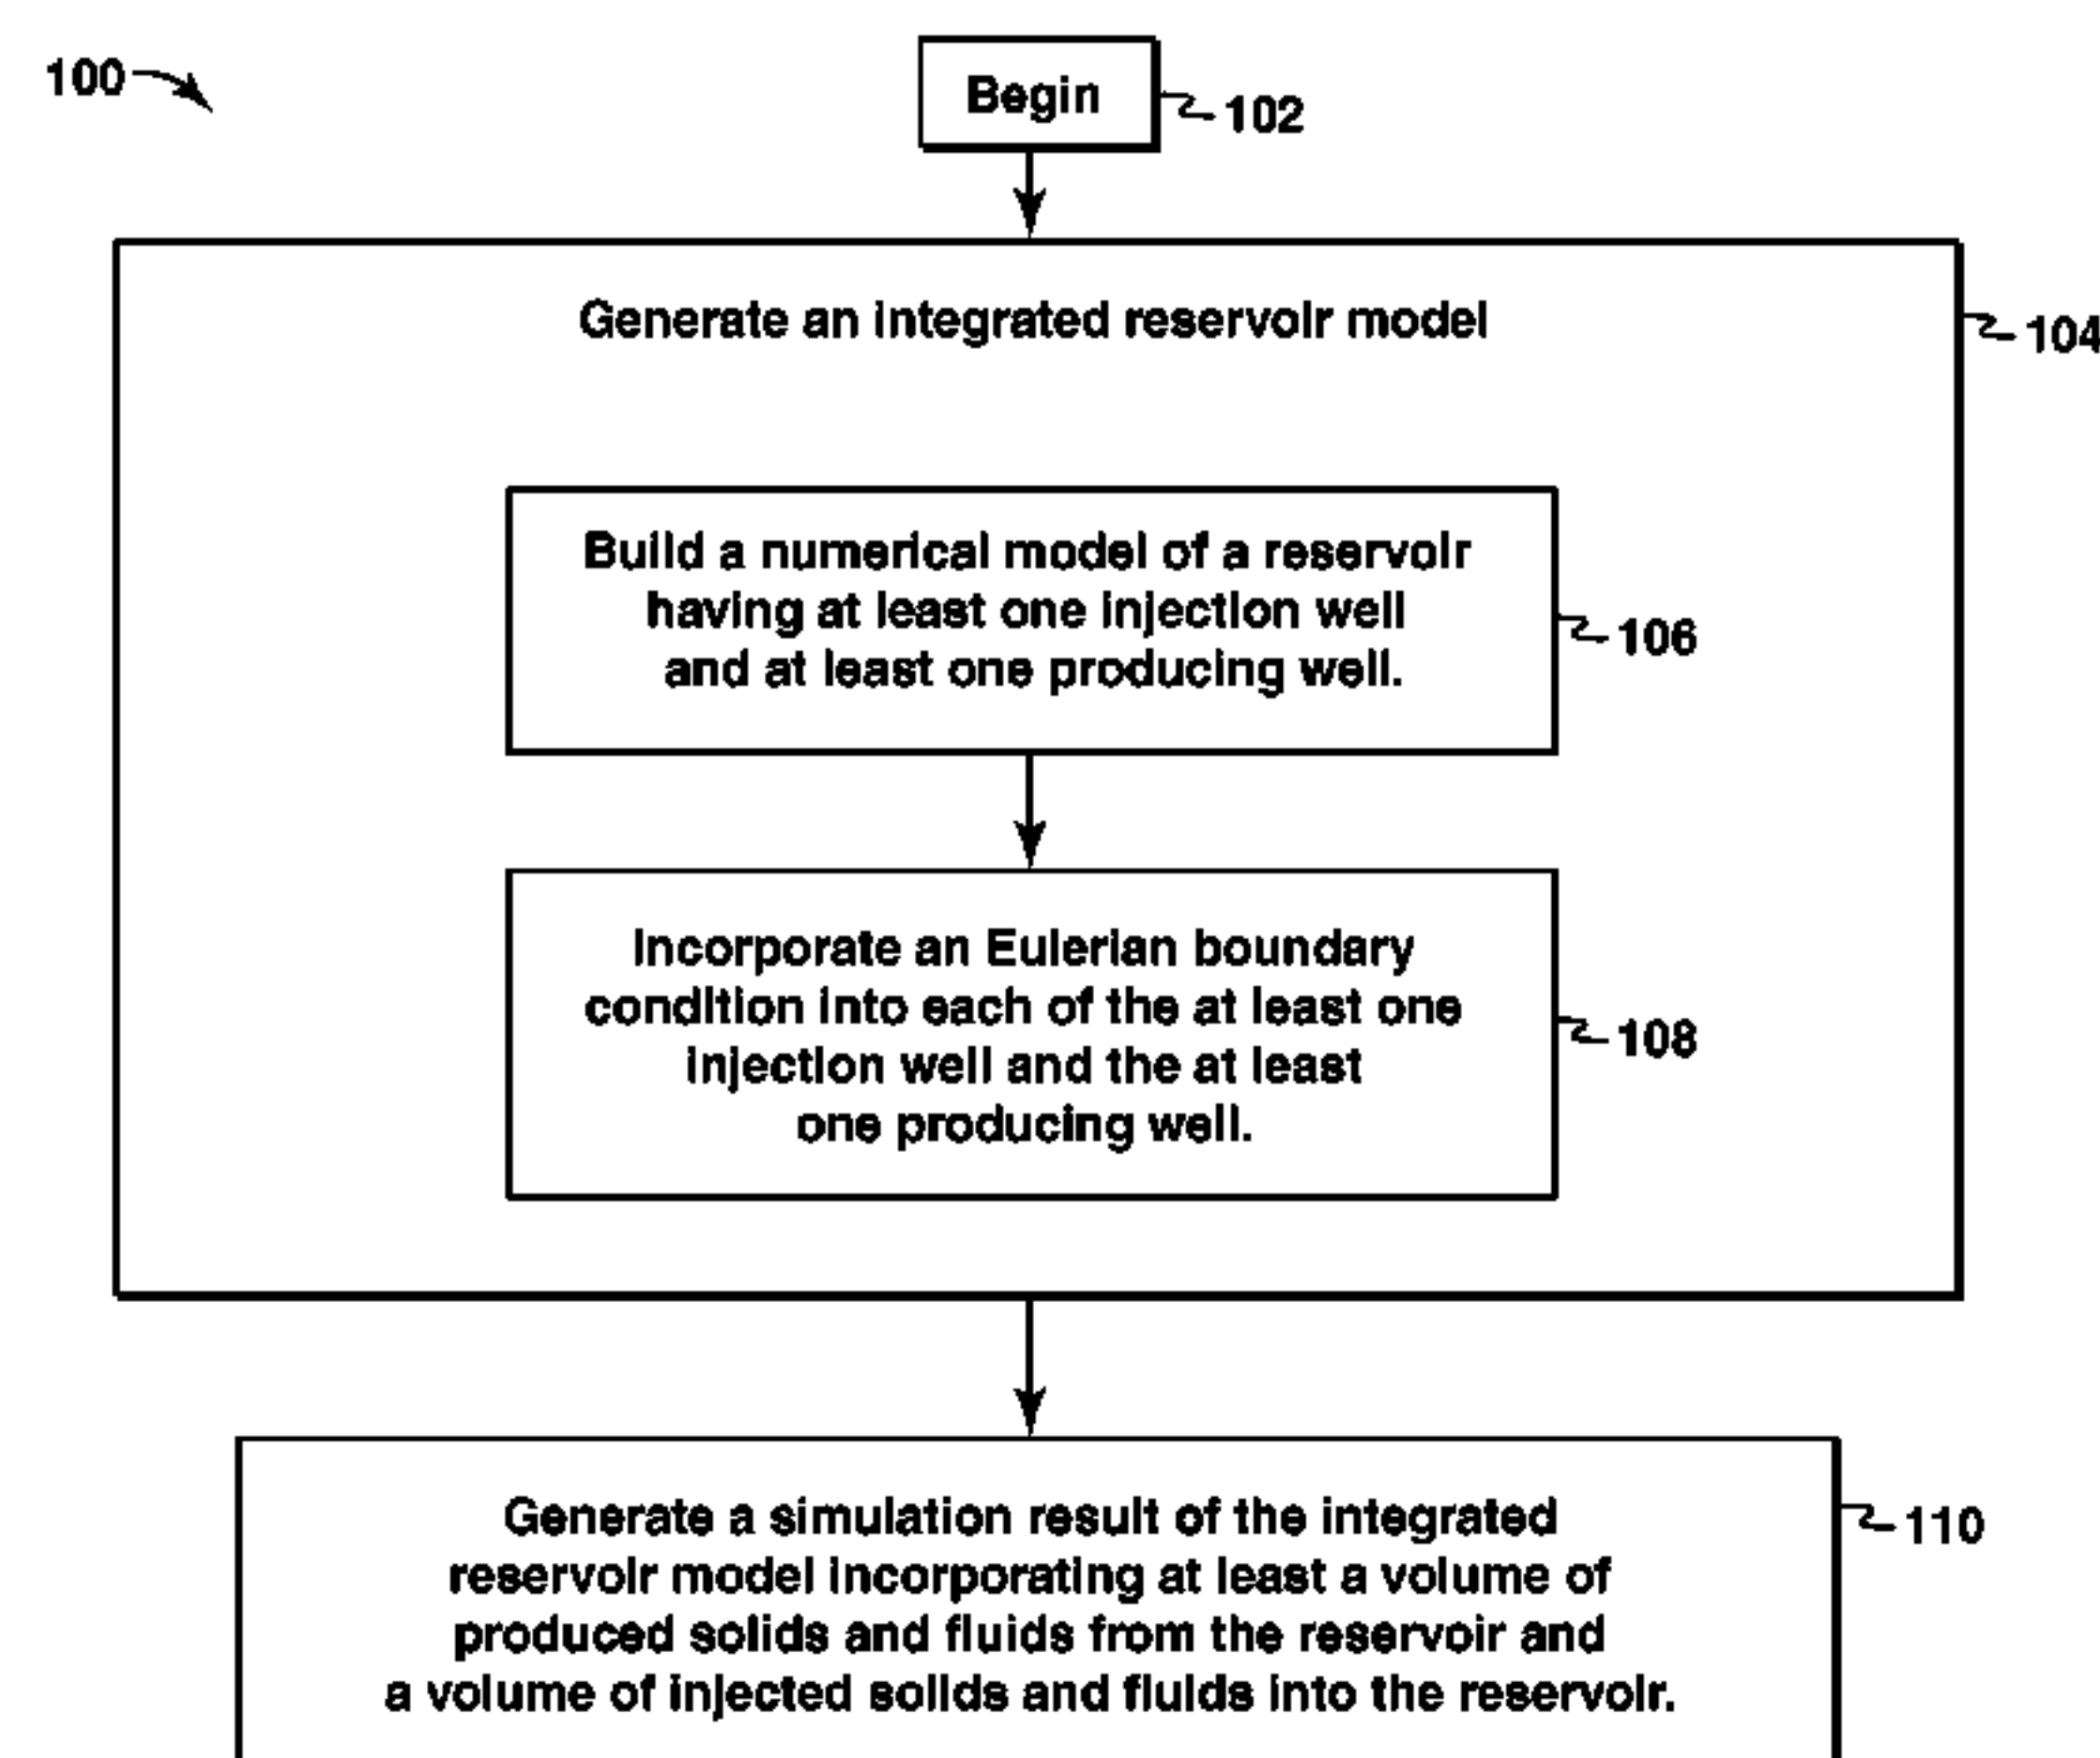 100
Begin
102
Generate an integrated reservoir model
104
Build a numerical model of a reservoir
having at least one injection well
and at least one producing well.
106
Incorporate an Eulerian boundary
condition into each of the at least one
injection well and the at least
one producing well.
108
Generate a simulation result of the integrated
reservoir model incorporating at least a volume of
produced solids and fluids from the reservoir and
a volume of injected solids and fluids into the reservoir.
110